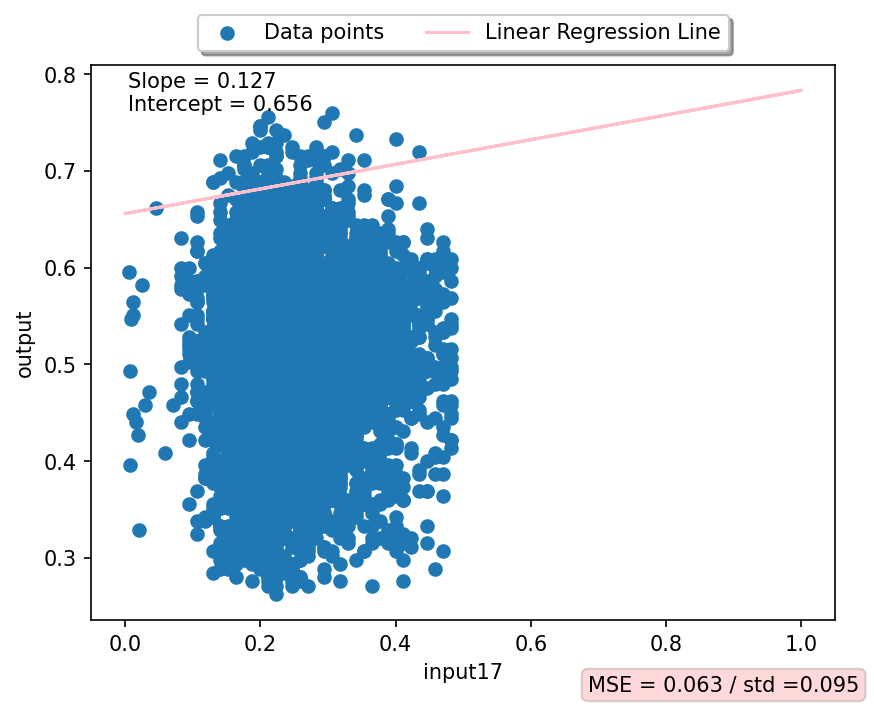 Data points
Linear Regression Line
Slope = 0.127
Intercept = 0.656
0.8
0.7
0.6
0.5
0.4
0.3
output
0.0
0.2
0.4
0.6
0.8
1.0
input17
MSE = 0.063 / std =0.095